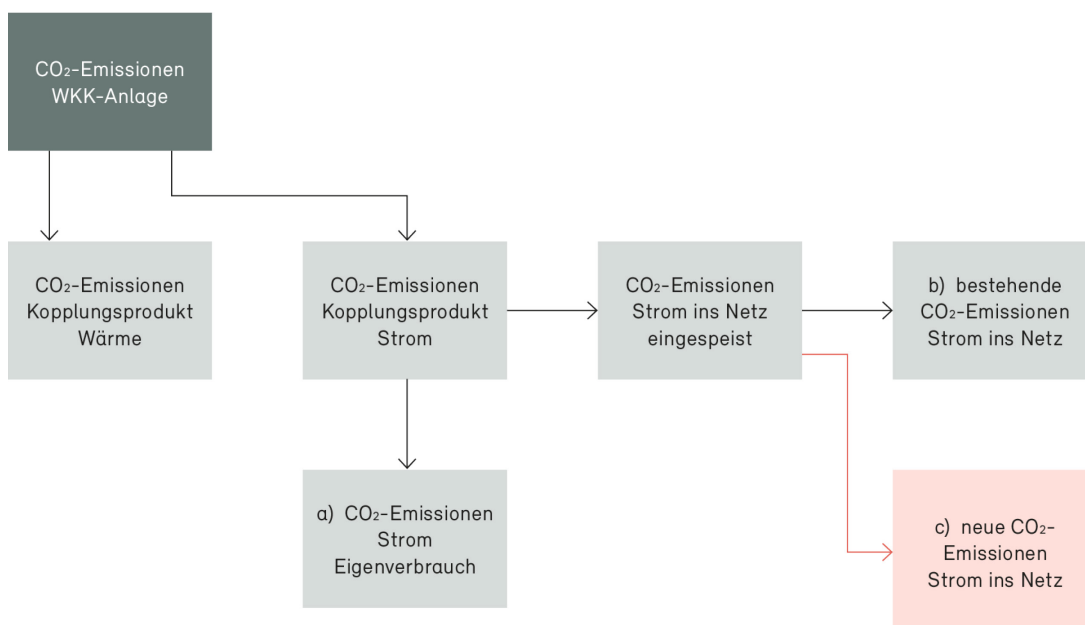 CO₂-Emissionen
WKK-Anlage
CO₂-Emissionen
Kopplungsprodukt
Wärme
CO₂-Emissionen
Kopplungsprodukt
Strom
CO₂-Emissionen
Strom ins Netz
eingespeist
b) bestehende
CO₂-Emissionen
Strom ins Netz
a) CO₂-Emissionen
Strom
Eigenverbrauch
c) neue CO₂-
Emissionen
Strom ins Netz